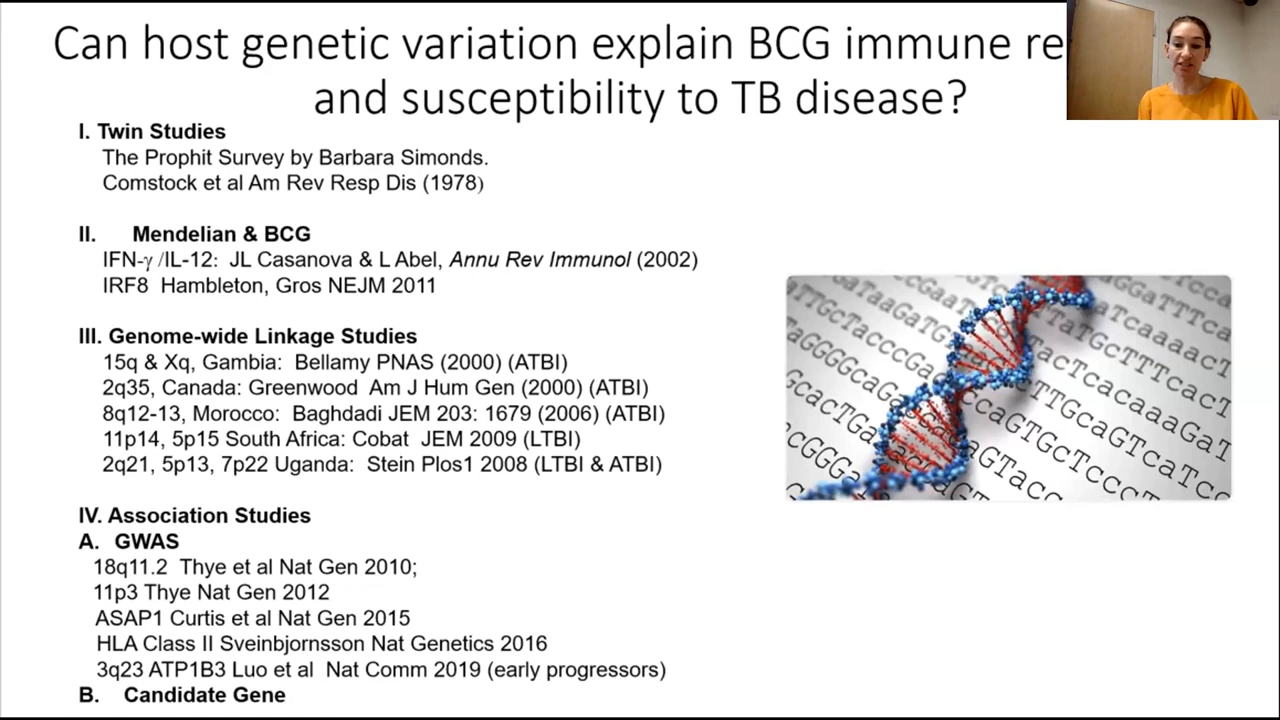 Can host genetic variation explain BCG immune re
and susceptibility to TB disease?
I. Twin Studies
The Prophit Survey by Barbara Simonds.
Comstock et al Am Rev Resp Dis (1978)
II. Mendelian & BCG
IFN-γ /IL-12: JL Casanova & L Abel, Annu Rev Immunol (2002)
IRF8 Hambleton, Gros NEJM 2011
III. Genome-wide Linkage Studies
15q & Xq, Gambia: Bellamy PNAS (2000) (ATBI)
2q35, Canada: Greenwood Am J Hum Gen (2000) (ATBI)
8q12-13, Morocco: Baghdadi JEM 203: 1679 (2006) (ATBI)
11p14, 5p15 South Africa: Cobat JEM 2009 (LTBI)
2q21, 5p13, 7p22 Uganda: Stein Plos1 2008 (LTBI & ATBI)
IV. Association Studies
A. GWAS
18q11.2 Thye et al Nat Gen 2010;
11p3 Thye Nat Gen 2012
ASAP1 Curtis et al Nat Gen 2015
HLA Class II Sveinbjornsson Nat Genetics 2016
3q23 ATP1B3 Luo et al Nat Comm 2019 (early progressors)
B. Candidate Gene